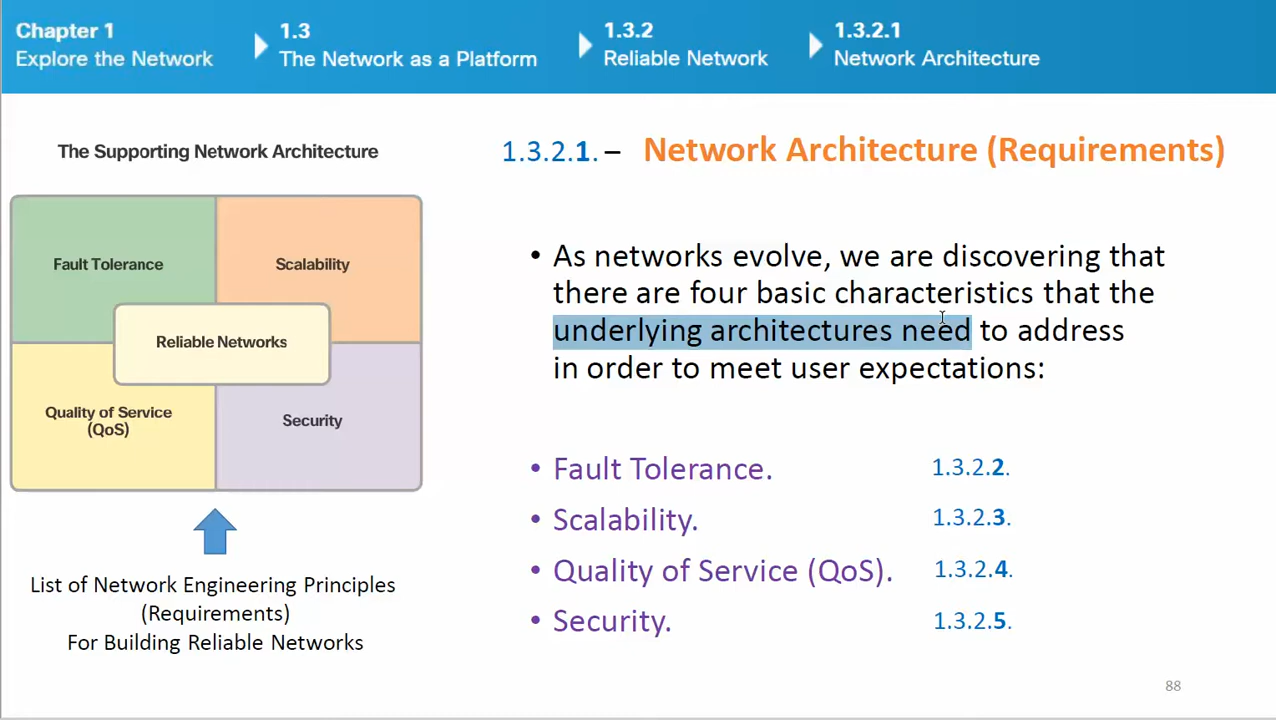 Chapter 1
Explore the Network
1.3
The Network as a Platform
1.3.2
Reliable Network
1.3.2.1
Network Architecture
The Supporting Network Architecture
Fault Tolerance
Scalability
Reliable Networks
Quality of Service
(QoS)
Security
List of Network Engineering Principles
(Requirements)
For Building Reliable Networks
1.3.2.1. – Network Architecture (Requirements)
• As networks evolve, we are discovering that
there are four basic characteristics that the
underlying architectures need to address
in order to meet user expectations:
• Fault Tolerance. 1.3.2.2.
• Scalability. 1.3.2.3.
• Quality of Service (QoS). 1.3.2.4.
• Security. 1.3.2.5.
88